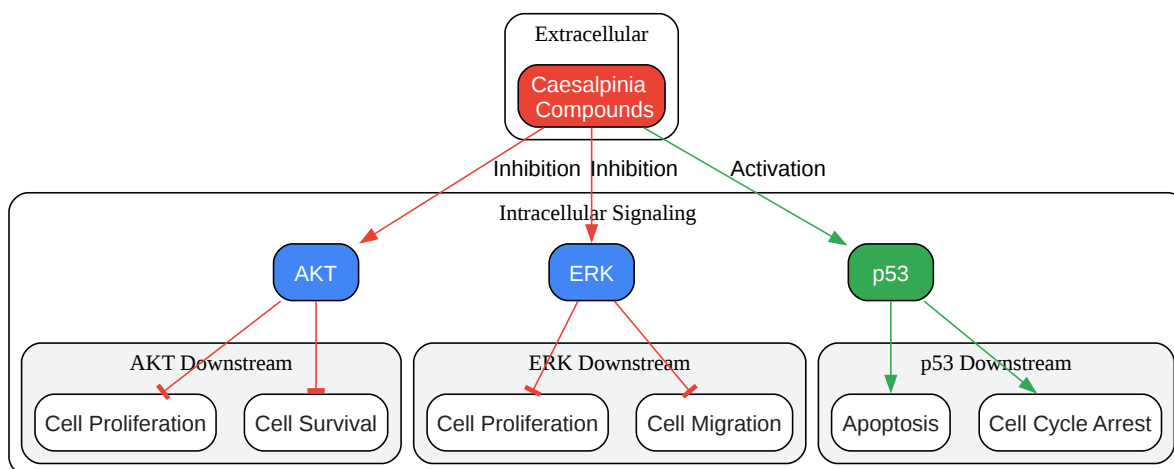 Extracellular
Caesalpinia
Compounds
Inhibition Inhibition Activation
Intracellular Signaling
AKT ERK p53
AKT Downstream ERK Downstream p53 Downstream
Cell Proliferation Cell Survival Cell Proliferation Cell Migration Apoptosis Cell Cycle Arrest